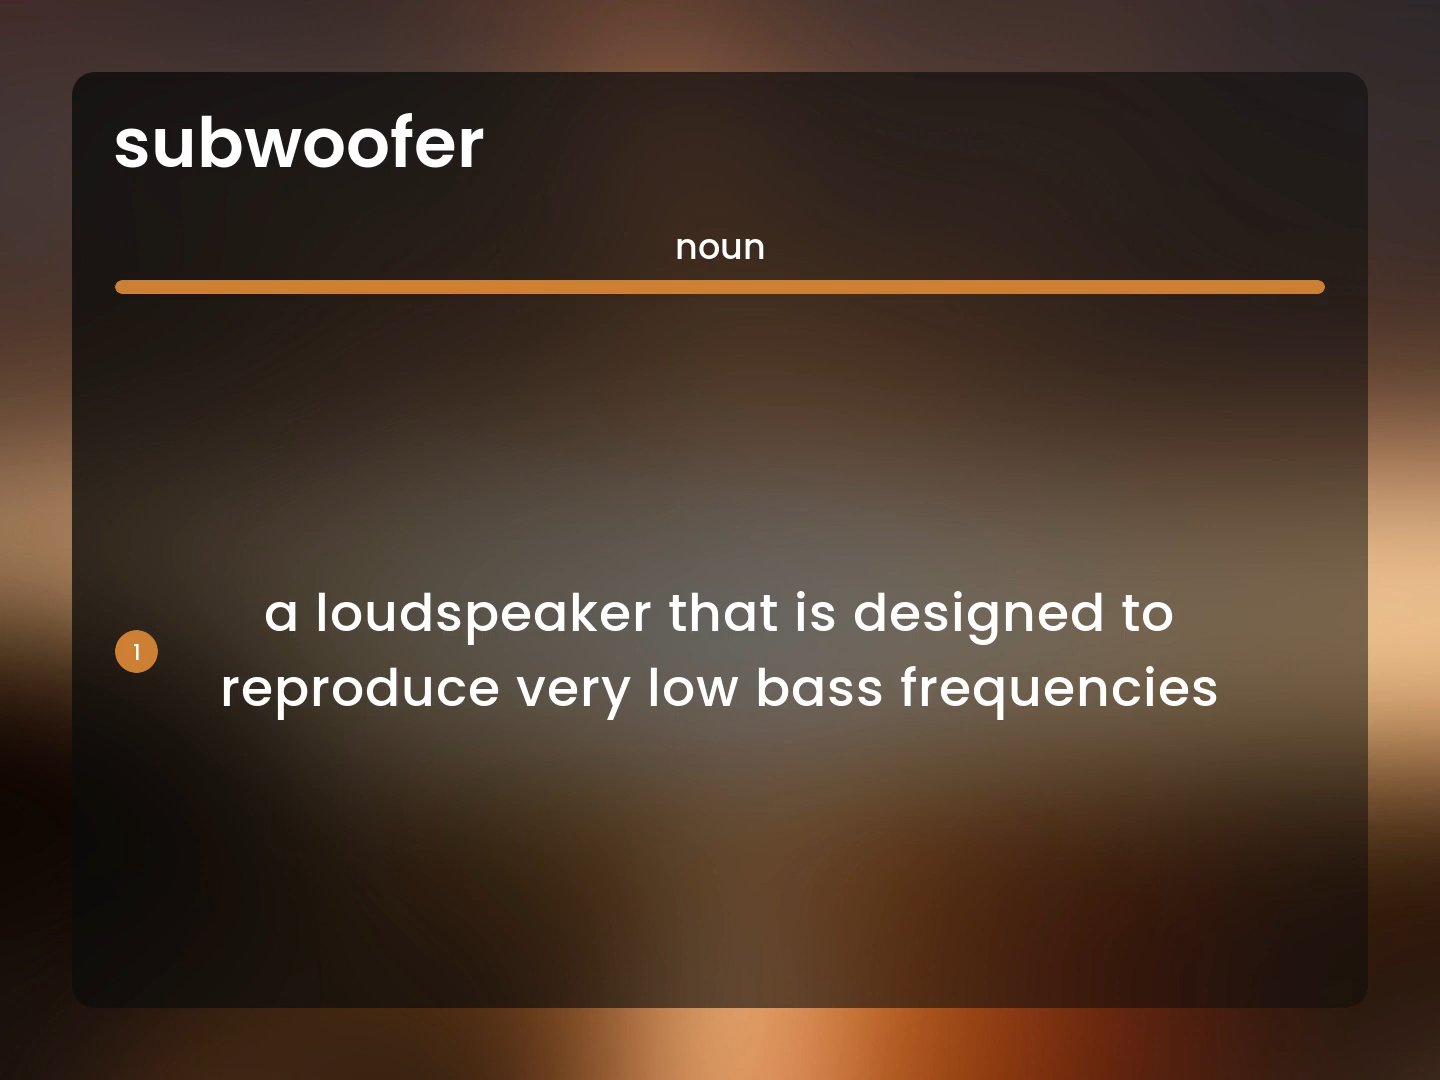 subwoofer
noun
1
a loudspeaker that is designed to
reproduce very low bass frequencies